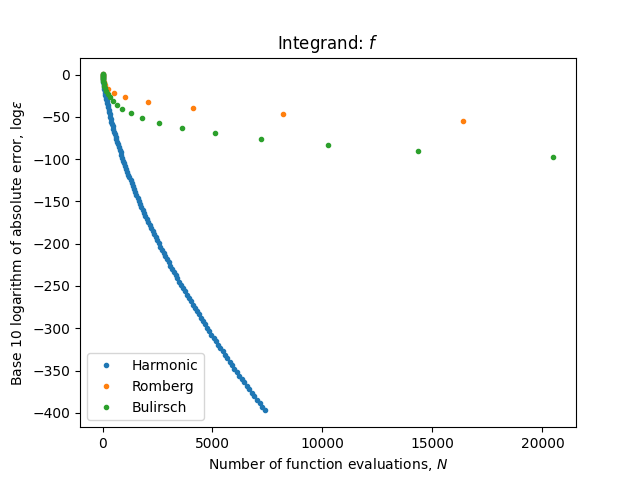 Integrand: f
0
−50
−100
−150
−200
−250
−300
−350
−400
Base 10 logarithm of absolute error, logε
Harmonic
Romberg
Bulirsch
0
5000
10000
15000
20000
Number of function evaluations, N